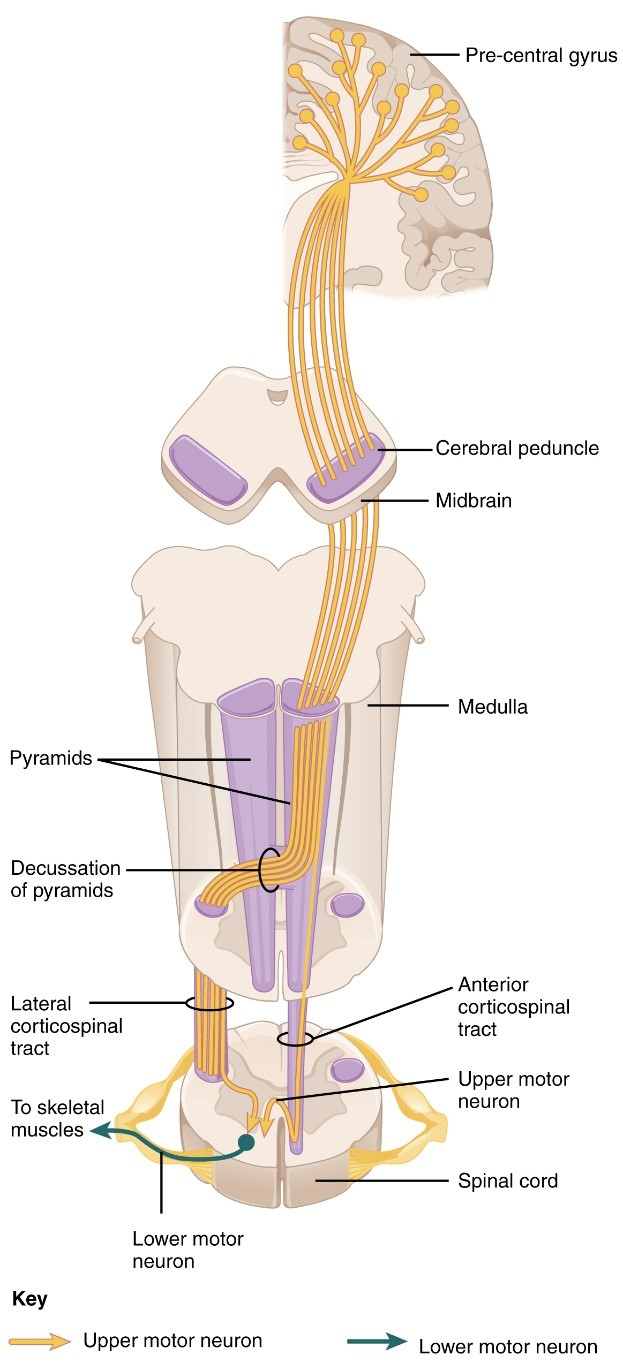 Pre-central gyrus
Cerebral peduncle
Midbrain
Medulla
Pyramids
Decussation
of pyramids
Lateral
corticospinal
tract
Anterior
corticospinal
tract
Upper motor
neuron
To skeletal
muscles
Spinal cord
Lower motor
neuron
Key
Upper motor neuron
Lower motor neuron